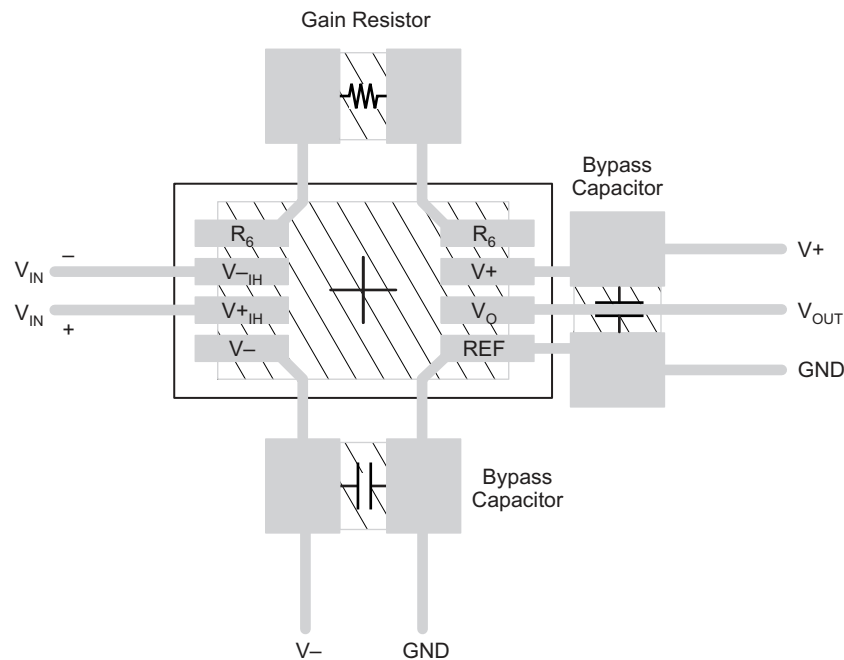 Gain Resistor
Bypass
Capacitor
R6 R6
– V+
VIN V–IH V+
VIN V+IH VO VOUT
+
V– REF
GND
Bypass
Capacitor
V– GND